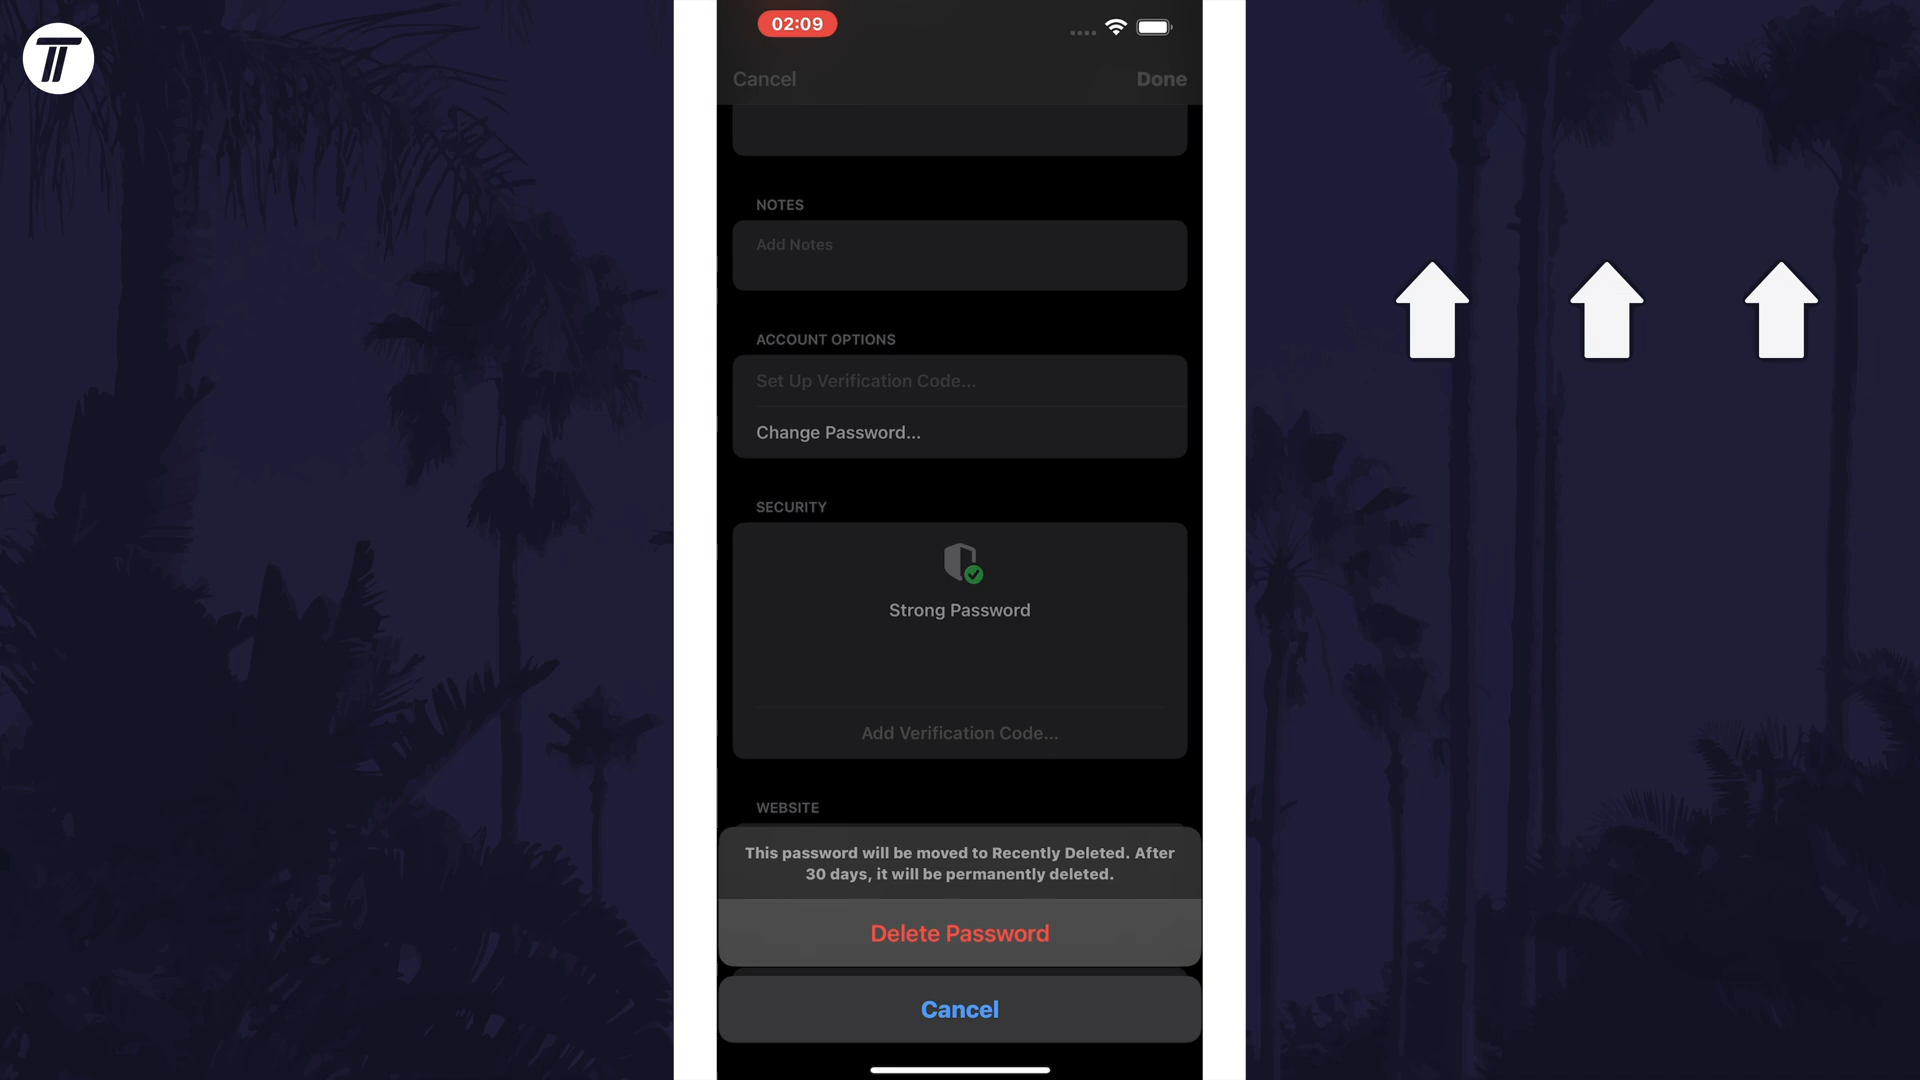 02:09
Cancel
Done
NOTES
Add Notes
ACCOUNT OPTIONS
Set Up Verification Code...
Change Password...
SECURITY
Strong Password
Add Verification Code...
WEBSITE
This password will be moved to Recently Deleted. After
30 days, it will be permanently deleted.
Delete Password
Cancel